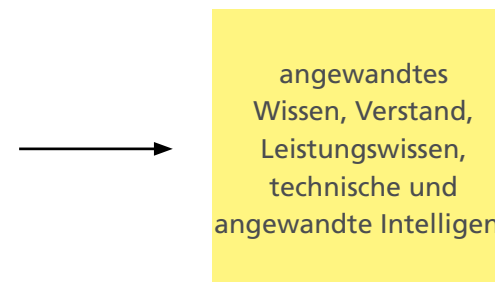 angewandtes
Wissen, Verstand,
Leistungswissen,
technische und
angewandte Intelligen